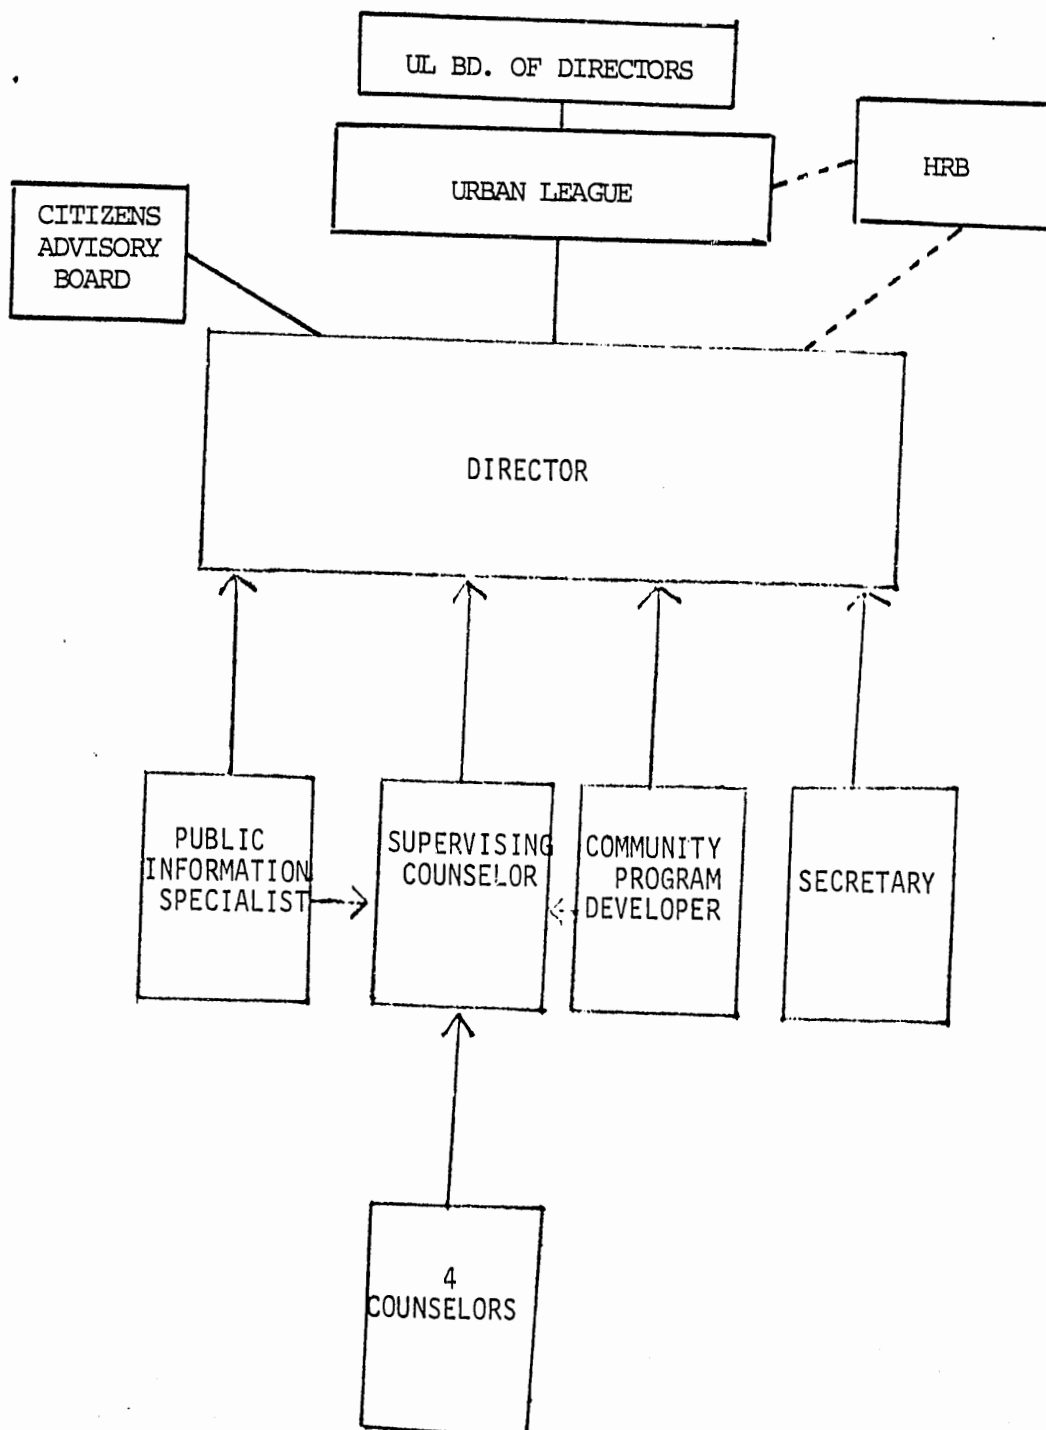 UL BD. OF DIRECTORS
URBAN LEAGUE
HRB
CITIZENS
ADVISORY
BOARD
DIRECTOR
PUBLIC
INFORMATION
SPECIALIST
SUPERVISING
COUNSELOR
COMMUNITY
PROGRAM
DEVELOPER
SECRETARY
4
COUNSELORS